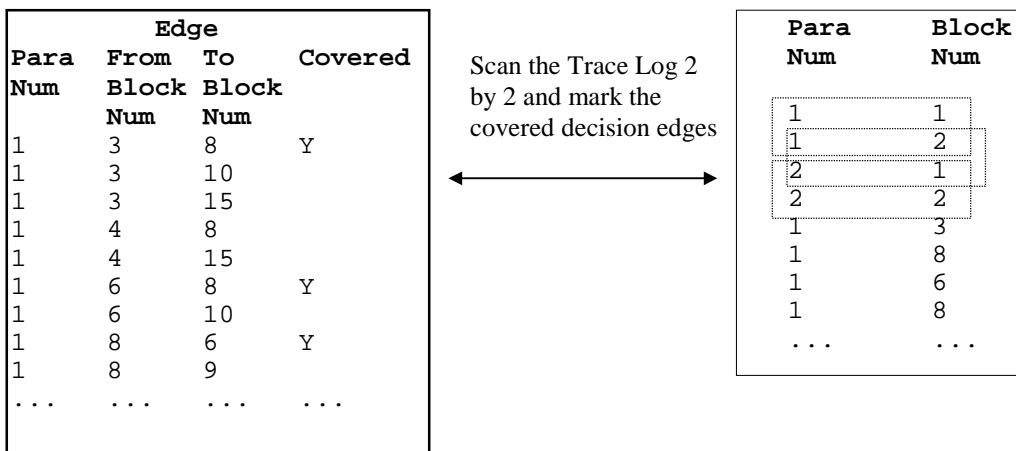 Edge
Para From To Covered
Num Block Block
Num Num
1 3 8 Y
1 3 10
1 3 15
1 4 8
1 4 15
1 6 8 Y
1 6 10
1 8 6 Y
1 8 9
... ... ... ...
Scan the Trace Log 2
by 2 and mark the
covered decision edges
Para Block
Num Num
1 1
1 2
2 1
2 2
1 3
1 8
1 6
1 8
... ...